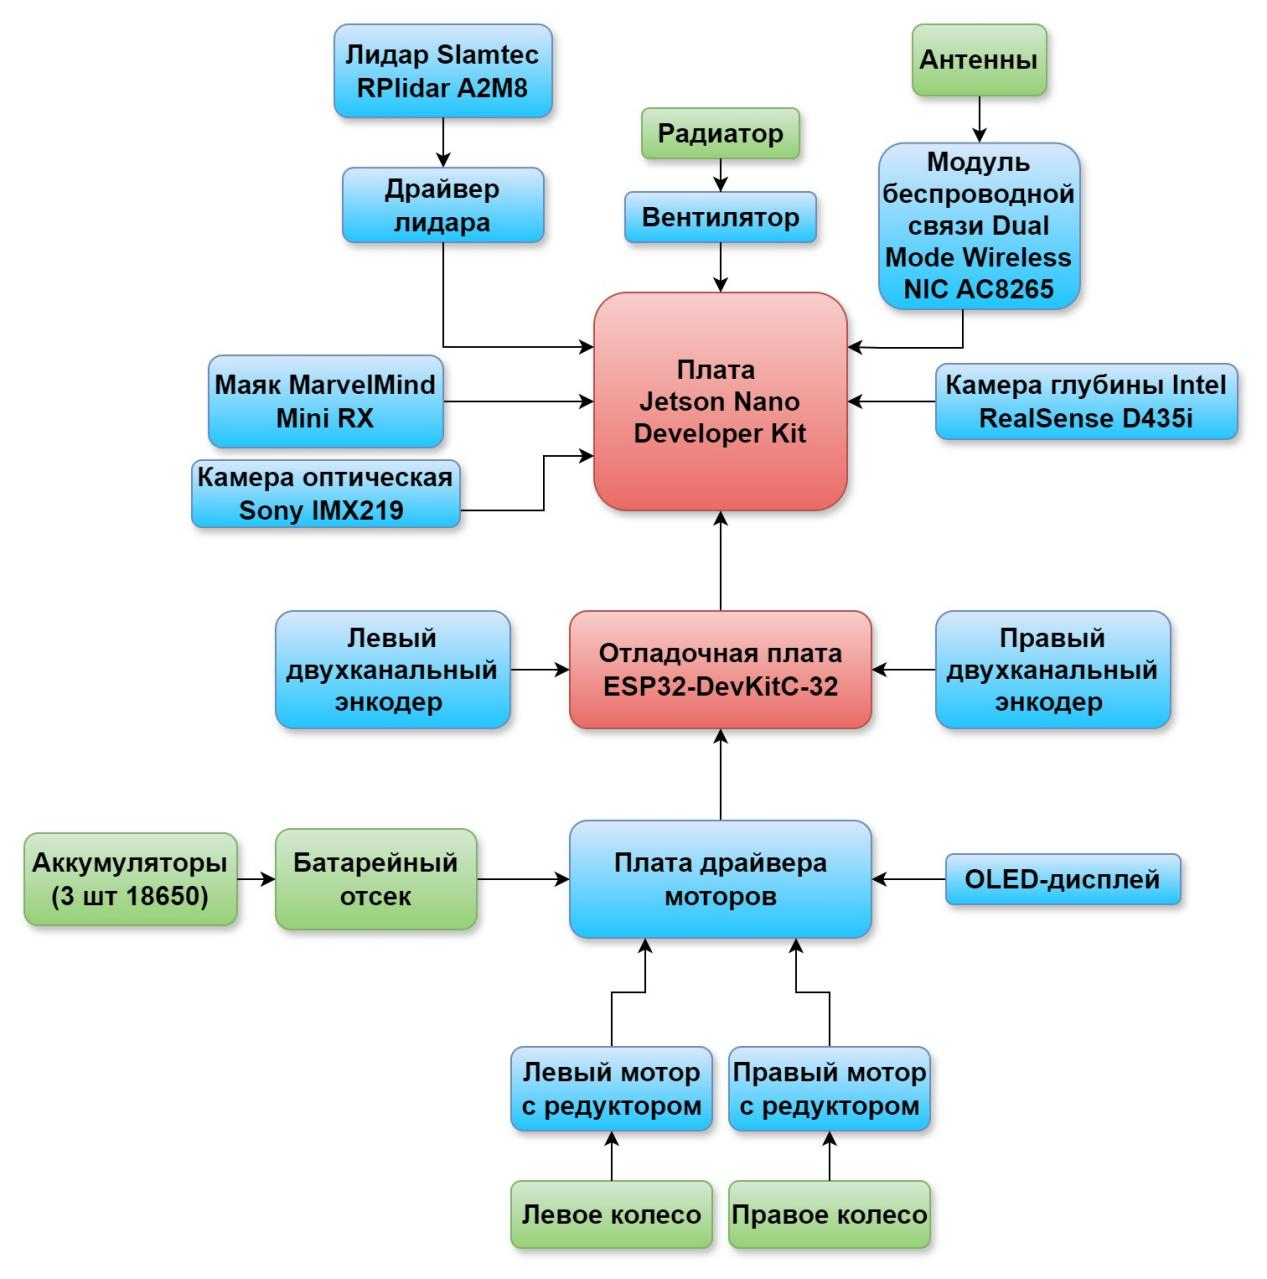 Лидар Slamtec
RPlidar A2M8
Антенны
Радиатор
Драйвер
лидара
Вентилятор
Модуль
беспроводной
связи Dual
Mode Wireless
NIC AC8265
Плата
Jetson Nano
Developer Kit
Маяк MarvelMind
Mini RX
Камера глубины Intel
RealSense D435i
Камера оптическая
Sony IMX219
Левый
двухканальный
энкодер
Отладочная плата
ESP32-DevKitC-32
Правый
двухканальный
энкодер
Аккумуляторы
(3 шт 18650)
Батарейный
отсек
Плата драйвера
моторов
OLED-дисплей
Левый мотор
с редуктором
Правый мотор
с редуктором
Левое колесо
Правое колесо